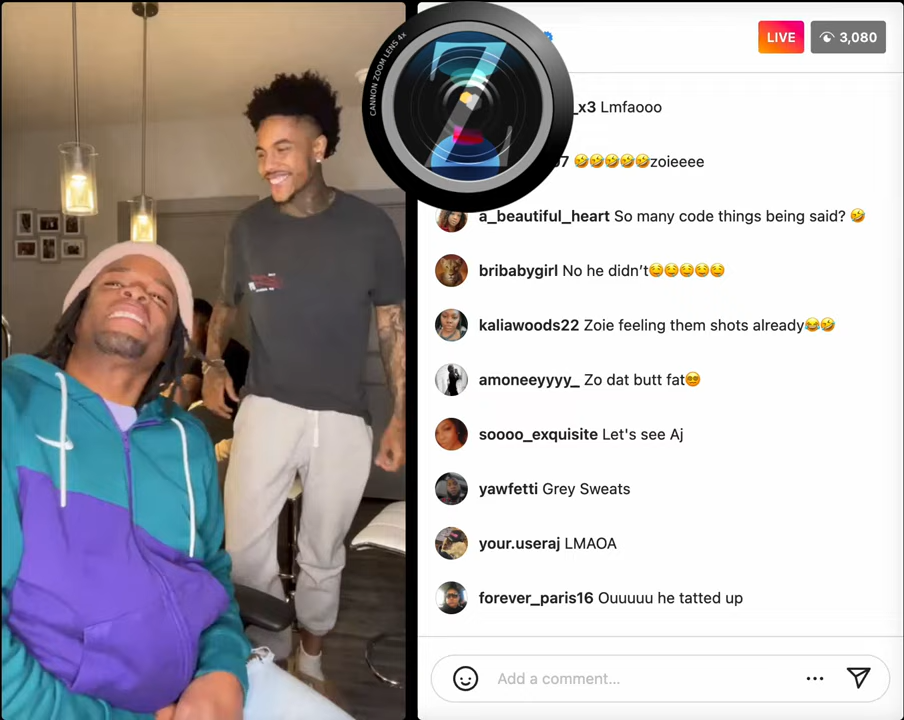 CANNON ZOOM LENS 4x
Z
LIVE 3,080
_x3 Lmfaooo
7 🤣🤣🤣🤣🤣zoieeee
a_beautiful_heart So many code things being said? 🤣
bribabygirl No he didn't😋😋😋😋😋
kaliawoods22 Zoie feeling them shots already😂🤣
amoneeyyyy_ Zo dat butt fat😵‍💫
soooo_exquisite Let's see Aj
yawfetti Grey Sweats
your.useraj LMAOA
forever_paris16 Ouuuuu he tatted up
Add a comment...